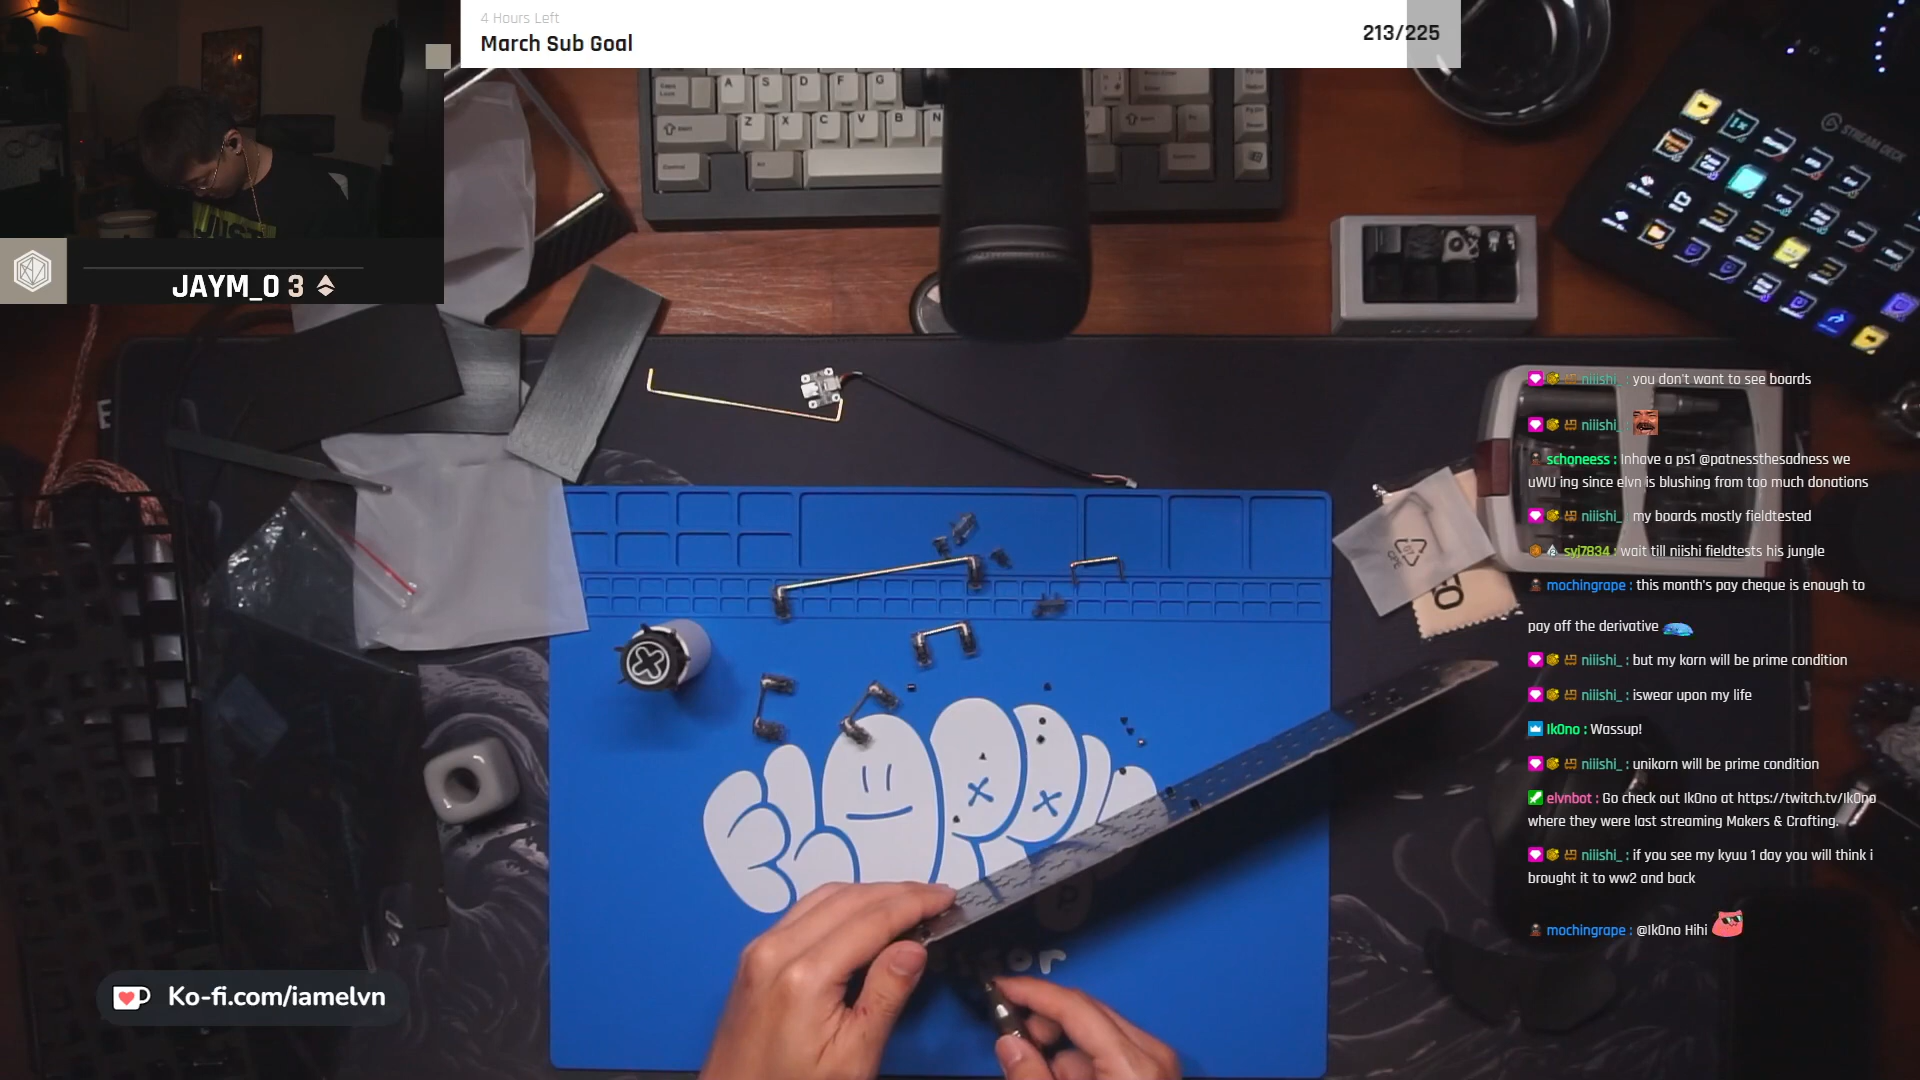 4 Hours Left
March Sub Goal
213/225
A S D F G
Z X C V B N
STREAM DECK
JUST
JAYM_0 3
niiishi_ : you don't want to see boards
niiishi_
schoneess : Inhave a ps1 @patnessthesadness we
uWU ing since elvn is blushing from too much donations
niiishi_ : my boards mostly fieldtested
syj7834 : wait till niishi fieldtests his jungle
mochingrape : this month's pay cheque is enough to
pay off the derivative
niiishi_ : but my korn will be prime condition
niiishi_ : iswear upon my life
Ik0no : Wassup!
niiishi_ : unikorn will be prime condition
elvnbot : Go check out Ik0no at https://twitch.tv/Ik0no
where they were last streaming Makers & Crafting.
niiishi_ : if you see my kyuu 1 day you will think i
brought it to ww2 and back
mochingrape : @Ik0no Hihi
Ko-fi.com/iamelvn